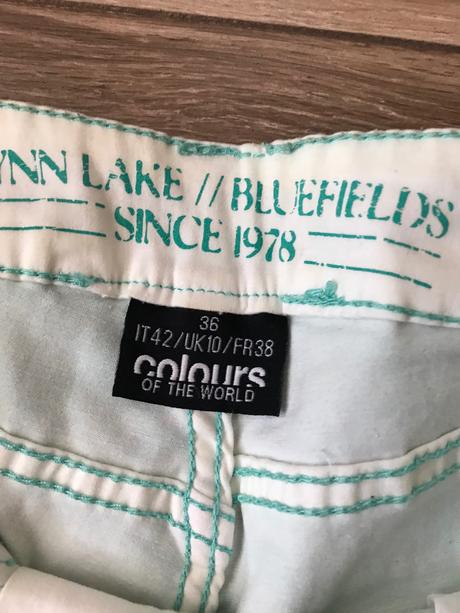 YNN LAKE // BLUEFIELDS
SINCE 1978
36
IT42/UK10/FR38
colours
OF THE WORLD